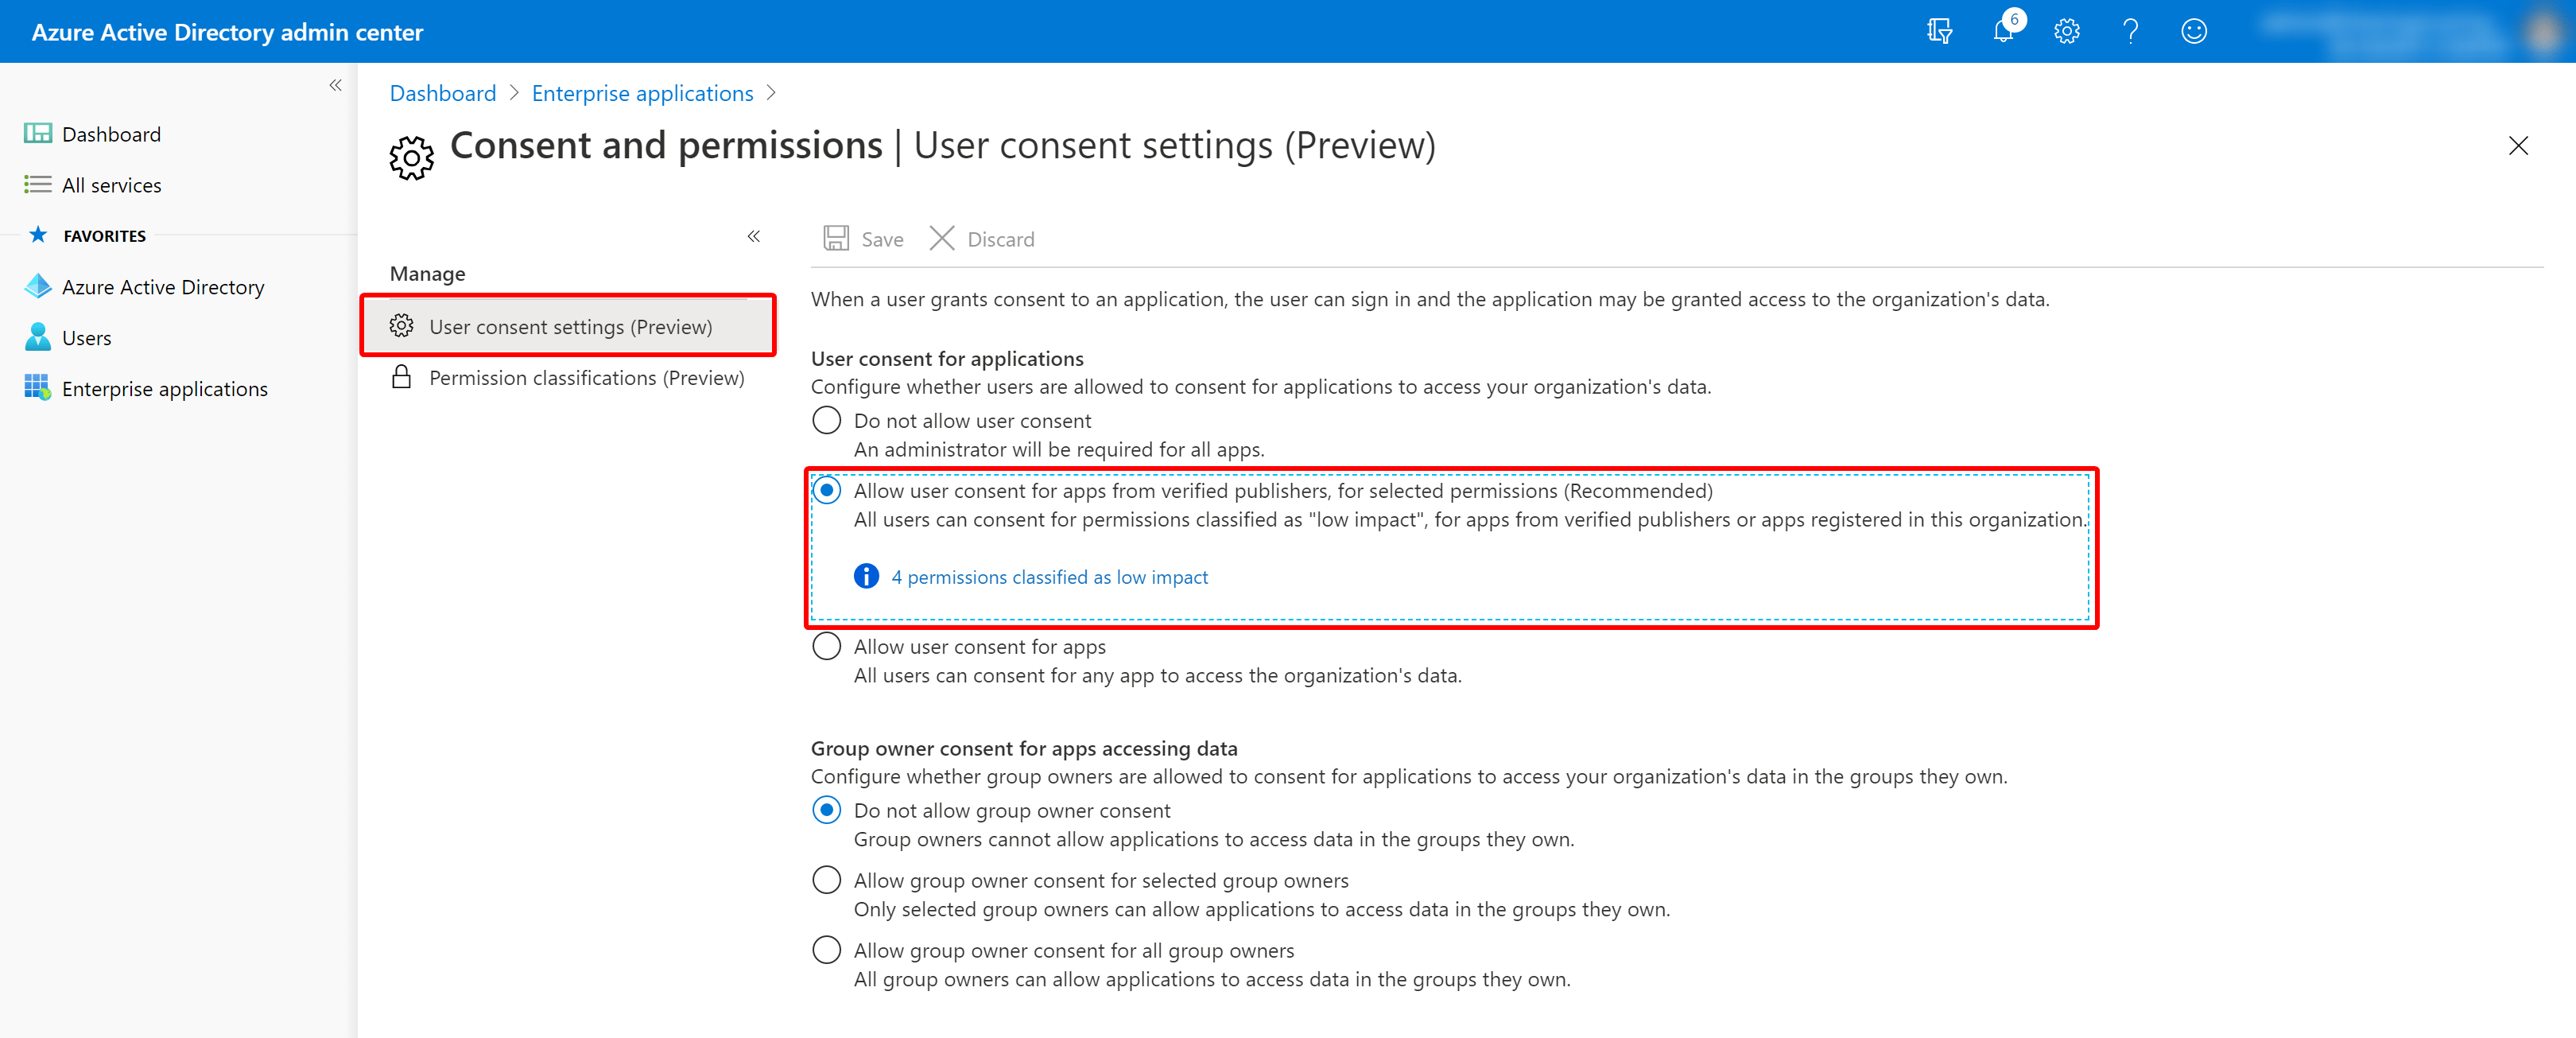 Azure Active Directory admin center
6
Dashboard
All services
FAVORITES
Azure Active Directory
Users
Enterprise applications
Dashboard > Enterprise applications >
Consent and permissions | User consent settings (Preview)
Manage
User consent settings (Preview)
Permission classifications (Preview)
Save Discard
When a user grants consent to an application, the user can sign in and the application may be granted access to the organization's data.
User consent for applications
Configure whether users are allowed to consent for applications to access your organization's data.
Do not allow user consent
An administrator will be required for all apps.
Allow user consent for apps from verified publishers, for selected permissions (Recommended)
All users can consent for permissions classified as "low impact", for apps from verified publishers or apps registered in this organization.
4 permissions classified as low impact
Allow user consent for apps
All users can consent for any app to access the organization's data.
Group owner consent for apps accessing data
Configure whether group owners are allowed to consent for applications to access your organization's data in the groups they own.
Do not allow group owner consent
Group owners cannot allow applications to access data in the groups they own.
Allow group owner consent for selected group owners
Only selected group owners can allow applications to access data in the groups they own.
Allow group owner consent for all group owners
All group owners can allow applications to access data in the groups they own.